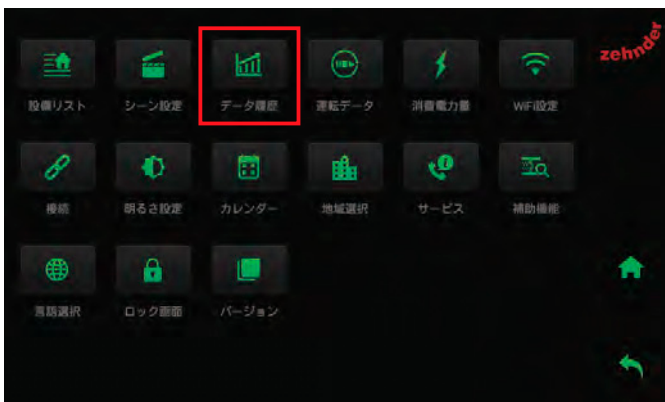 zehnder
設備リスト
シーン設定
データ履歴
運転データ
消費電力量
WiFi設定
接続
明るさ設定
カレンダー
地域選択
サービス
補助機能
言語選択
ロック画面
バージョン